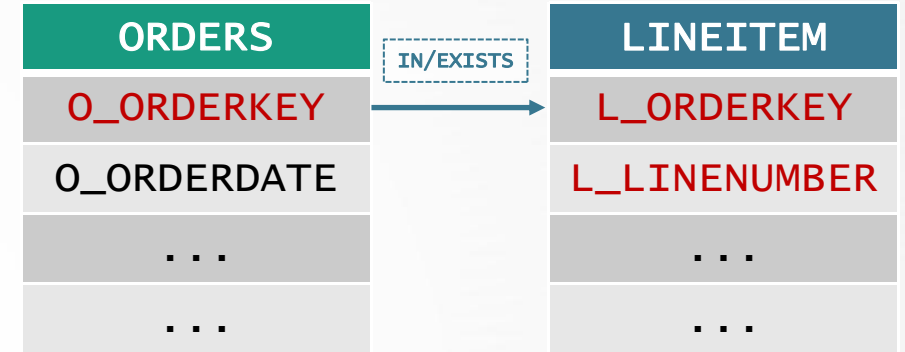 ORDERS
O_ORDERKEY
O_ORDERDATE
...
...
IN/EXISTS
LINEITEM
L_ORDERKEY
L_LINENUMBER
...
...